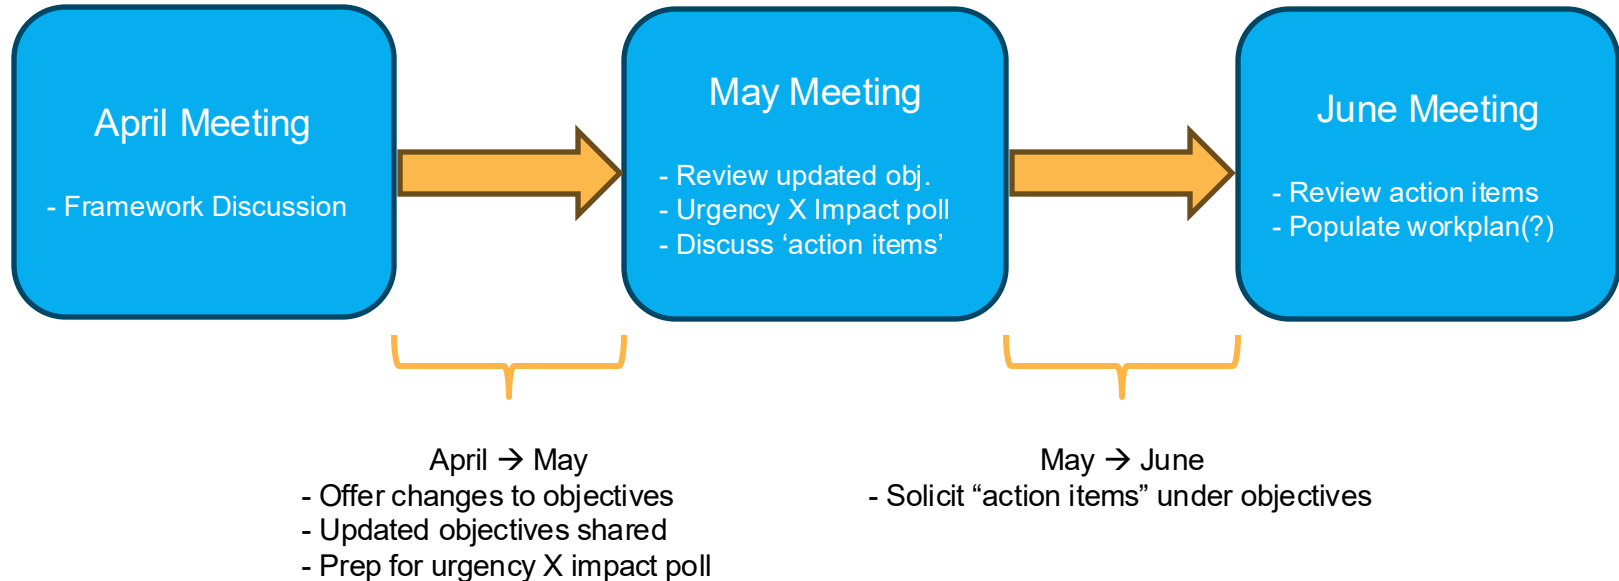 April Meeting
- Framework Discussion
May Meeting
- Review updated obj.
- Urgency X Impact poll
- Discuss ‘action items’
June Meeting
- Review action items
- Populate workplan(?)
April → May
- Offer changes to objectives
- Updated objectives shared
- Prep for urgency X impact poll
May → June
- Solicit “action items” under objectives